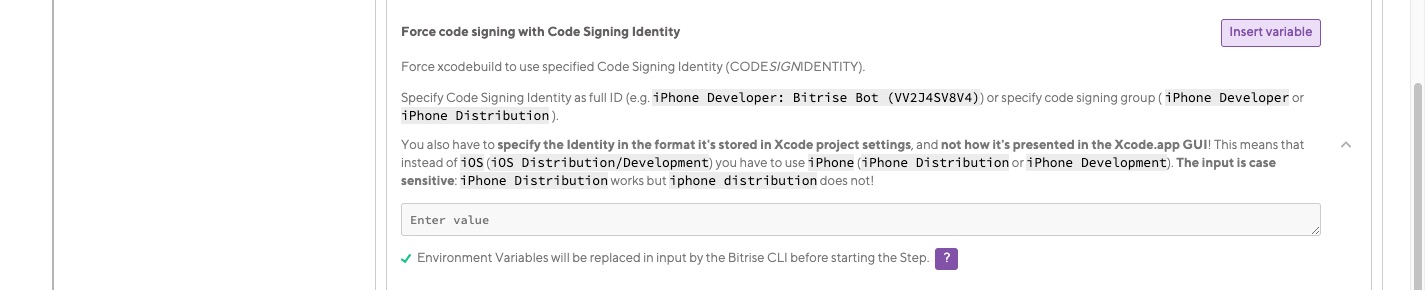 Force code signing with Code Signing Identity
Insert variable
Force xcodebuild to use specified Code Signing Identity (CODESIGNIDENTITY).
Specify Code Signing Identity as full ID (e.g. iPhone Developer: Bitrise Bot (VV2J4SV8V4)) or specify code signing group ( iPhone Developer or
iPhone Distribution ).
You also have to specify the Identity in the format it's stored in Xcode project settings, and not how it's presented in the Xcode.app GUI! This means that
instead of iOS (iOS Distribution/Development) you have to use iPhone (iPhone Distribution or iPhone Development). The input is case
sensitive: iPhone Distribution works but iphone distribution does not!
Enter value
Environment Variables will be replaced in input by the Bitrise CLI before starting the Step. ?